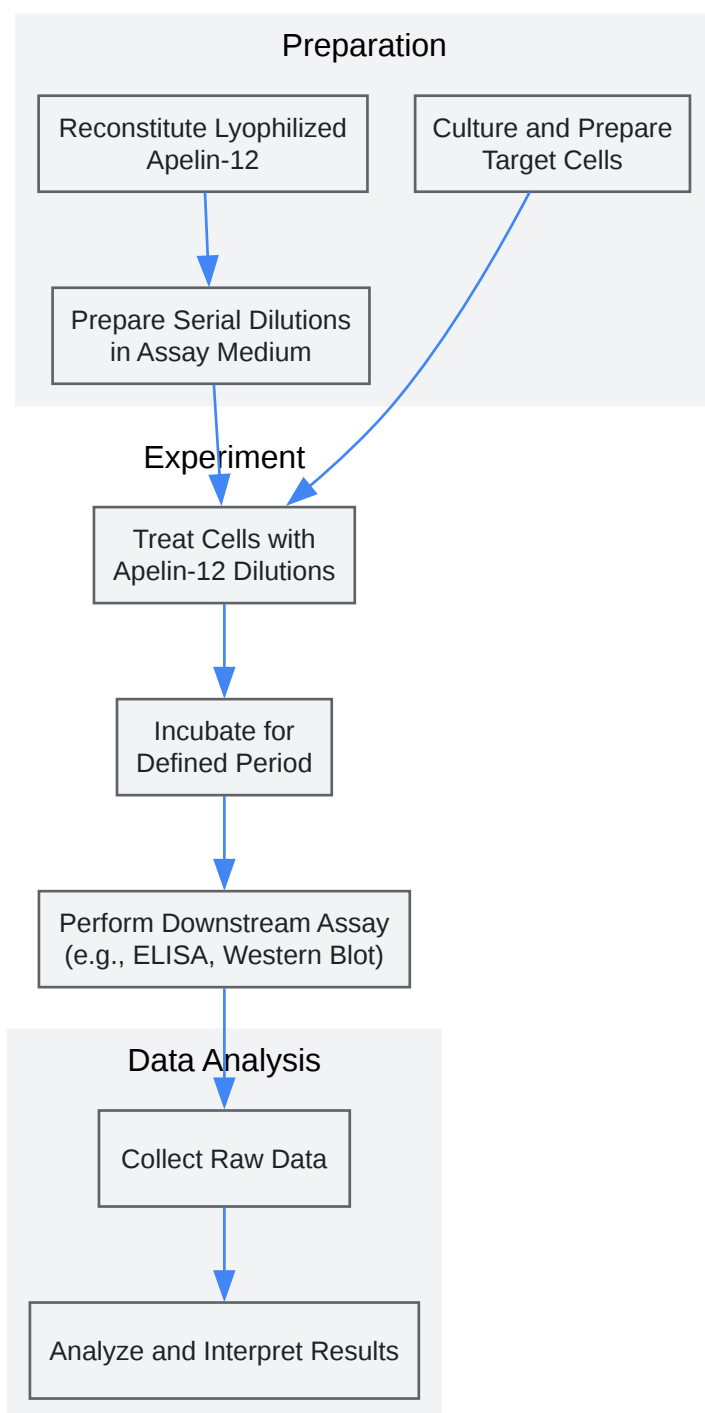 Preparation
Reconstitute Lyophilized
Apelin-12
Culture and Prepare
Target Cells
Prepare Serial Dilutions
in Assay Medium
Experiment
Treat Cells with
Apelin-12 Dilutions
Incubate for
Defined Period
Perform Downstream Assay
(e.g., ELISA, Western Blot)
Data Analysis
Collect Raw Data
Analyze and Interpret Results